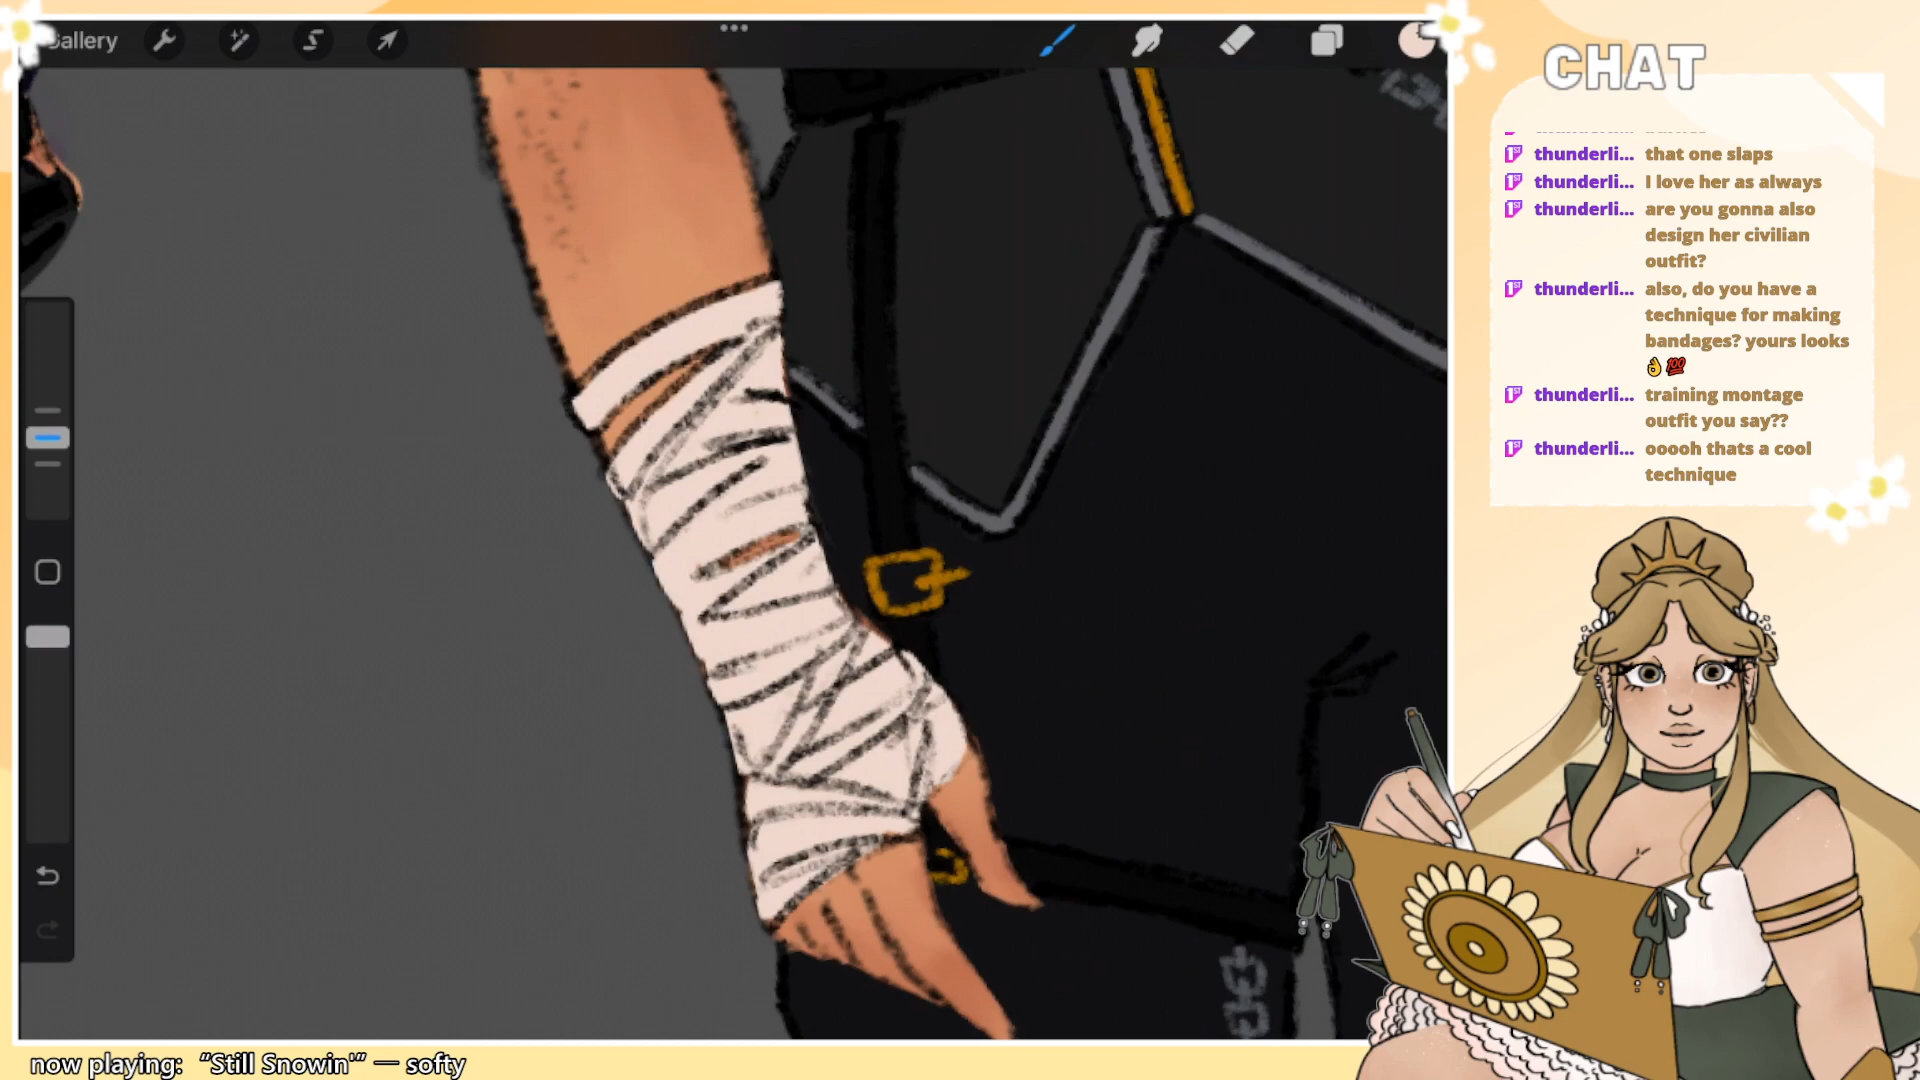 Gallery
CHAT
thunderli... that one slaps
thunderli... I love her as always
thunderli... are you gonna also
design her civilian
outfit?
thunderli... also, do you have a
technique for making
bandages? yours looks
👌💯
thunderli... training montage
outfit you say??
thunderli... ooooh thats a cool
technique
now playing: “Still Snowin'” — softy